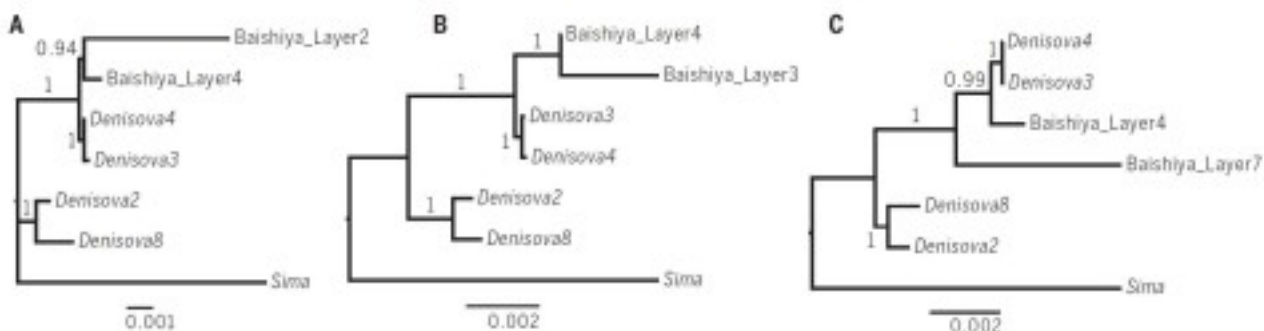 A
0.94
Baishiya_Layer2
1
Baishiya_Layer4
Denisova4
1
Denisova3
Denisova2
1
Denisova8
Sima
0.001
B
1
Baishiya_Layer4
Baishiya_Layer3
1
Denisova3
1
Denisova4
Denisova2
1
Denisova8
Sima
0.002
C
1
Denisova4
0.99
Denisova3
1
Baishiya_Layer4
Baishiya_Layer7
Denisova8
1
Denisova2
Sima
0.002